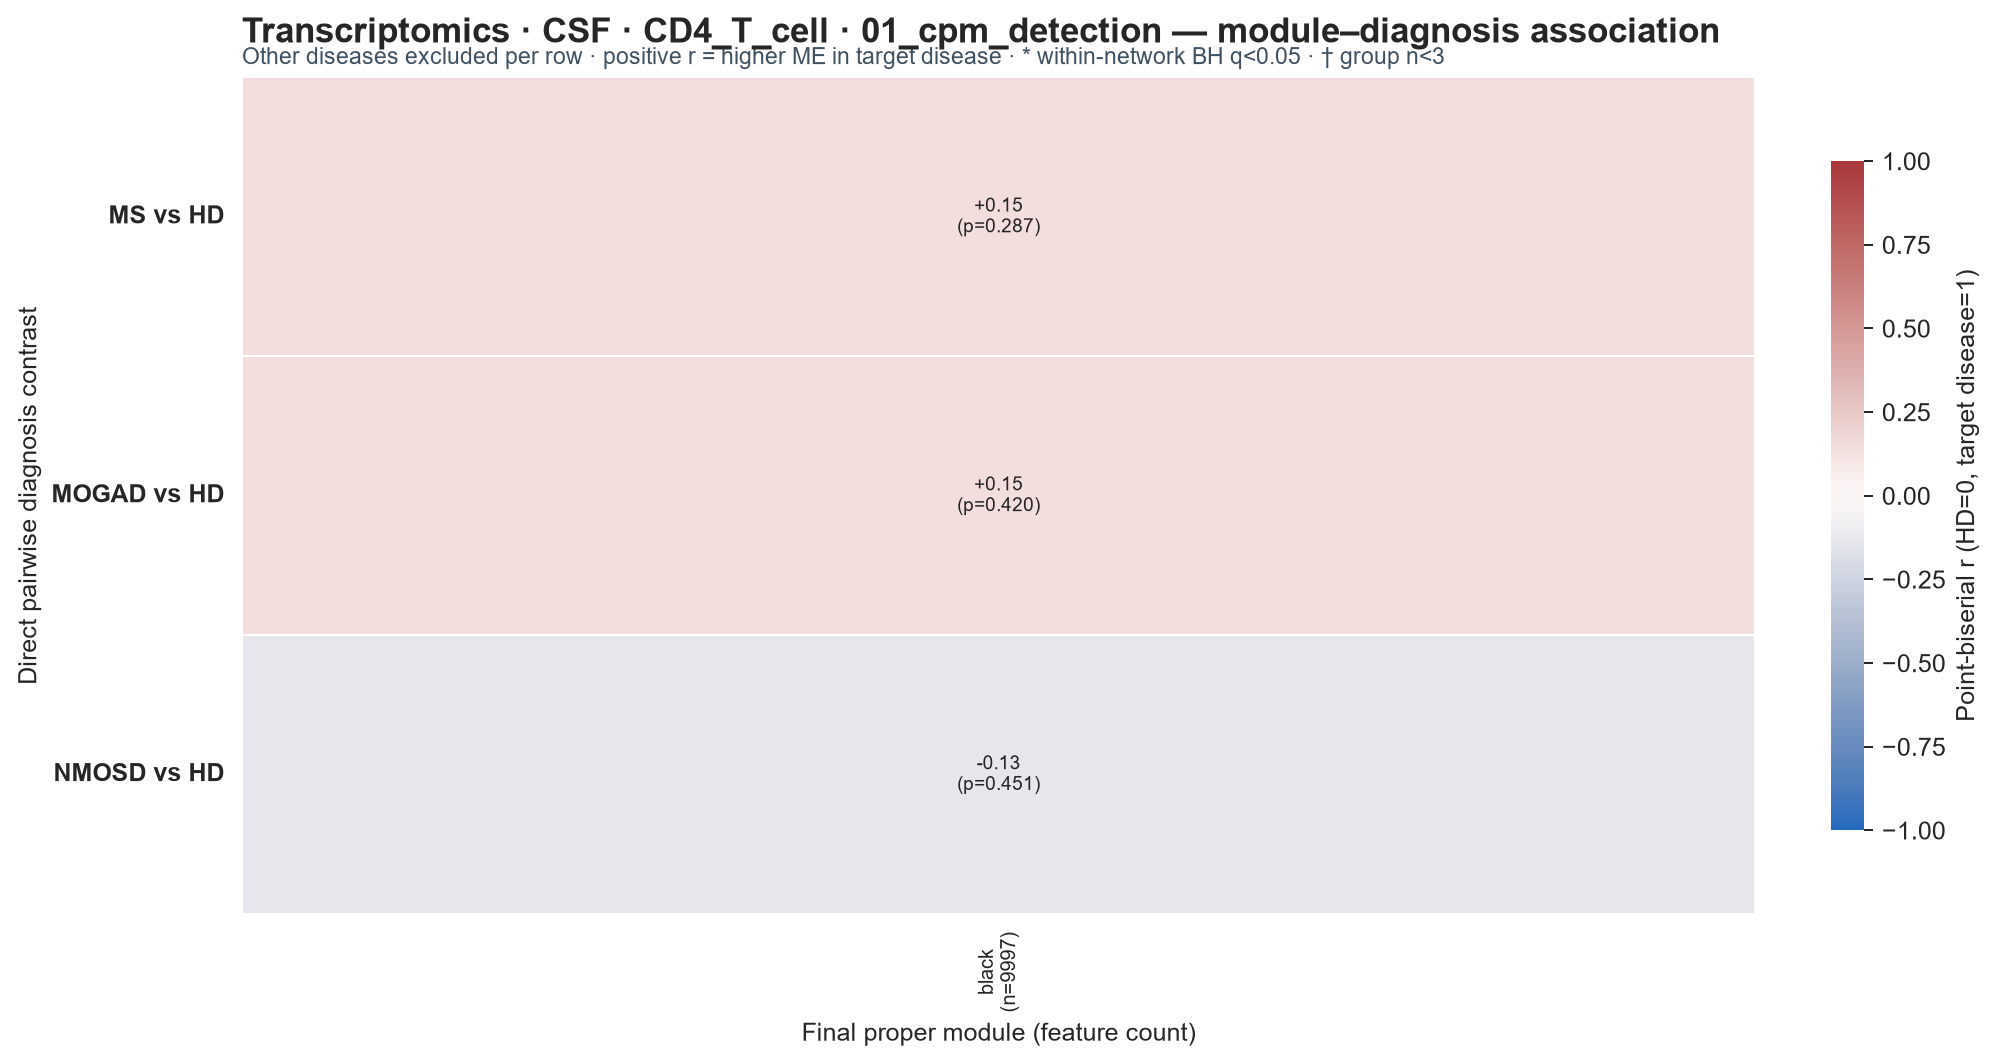 Transcriptomics · CSF · CD4_T_cell · 01_cpm_detection — module–diagnosis association
Other diseases excluded per row · positive r = higher ME in target disease · * within-network BH q<0.05 · † group n<3
Direct pairwise diagnosis contrast
MS vs HD
+0.15
(p=0.287)
MOGAD vs HD
+0.15
(p=0.420)
NMOSD vs HD
-0.13
(p=0.451)
black
(n=9997)
Final proper module (feature count)
1.00
0.75
0.50
0.25
0.00
−0.25
−0.50
−0.75
−1.00
Point-biserial r (HD=0, target disease=1)